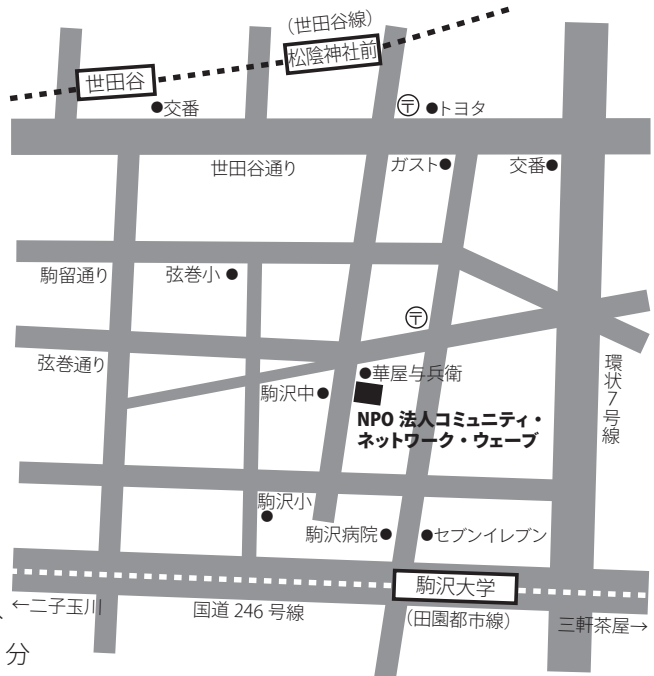 （世田谷線）
松陰神社前
世田谷
●交番
〒 ●トヨタ
世田谷通り
ガスト●
交番●
駒留通り
弦巻小 ●
〒
弦巻通り
●華屋与兵衛
駒沢中 ●
環状7号線
NPO 法人コミュニティ・
ネットワーク・ウェーブ
駒沢小
駒沢病院 ●
●セブンイレブン
駒沢大学
←二子玉川
国道 246 号線
（田園都市線）
三軒茶屋→
、
分